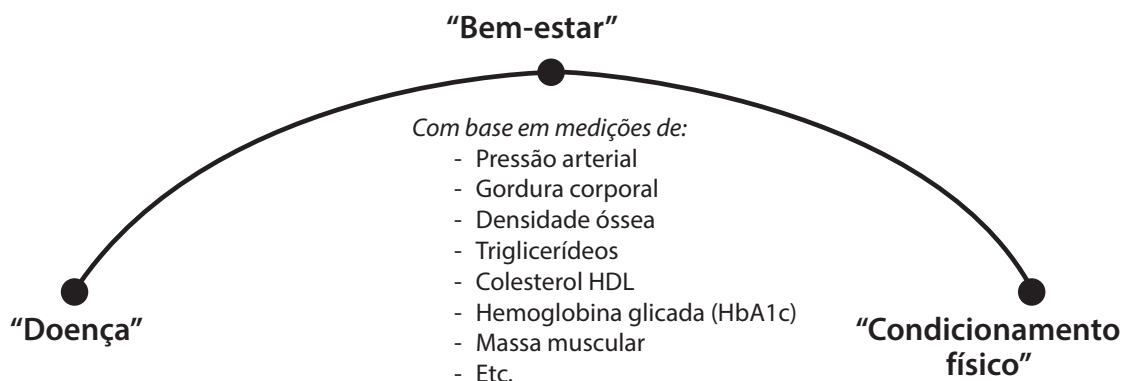 “Bem-estar”
Com base em medições de:
- Pressão arterial
- Gordura corporal
- Densidade óssea
- Triglicerídeos
- Colesterol HDL
- Hemoglobina glicada (HbA1c)
- Massa muscular
- Etc.
“Doença”
“Condicionamento
físico”